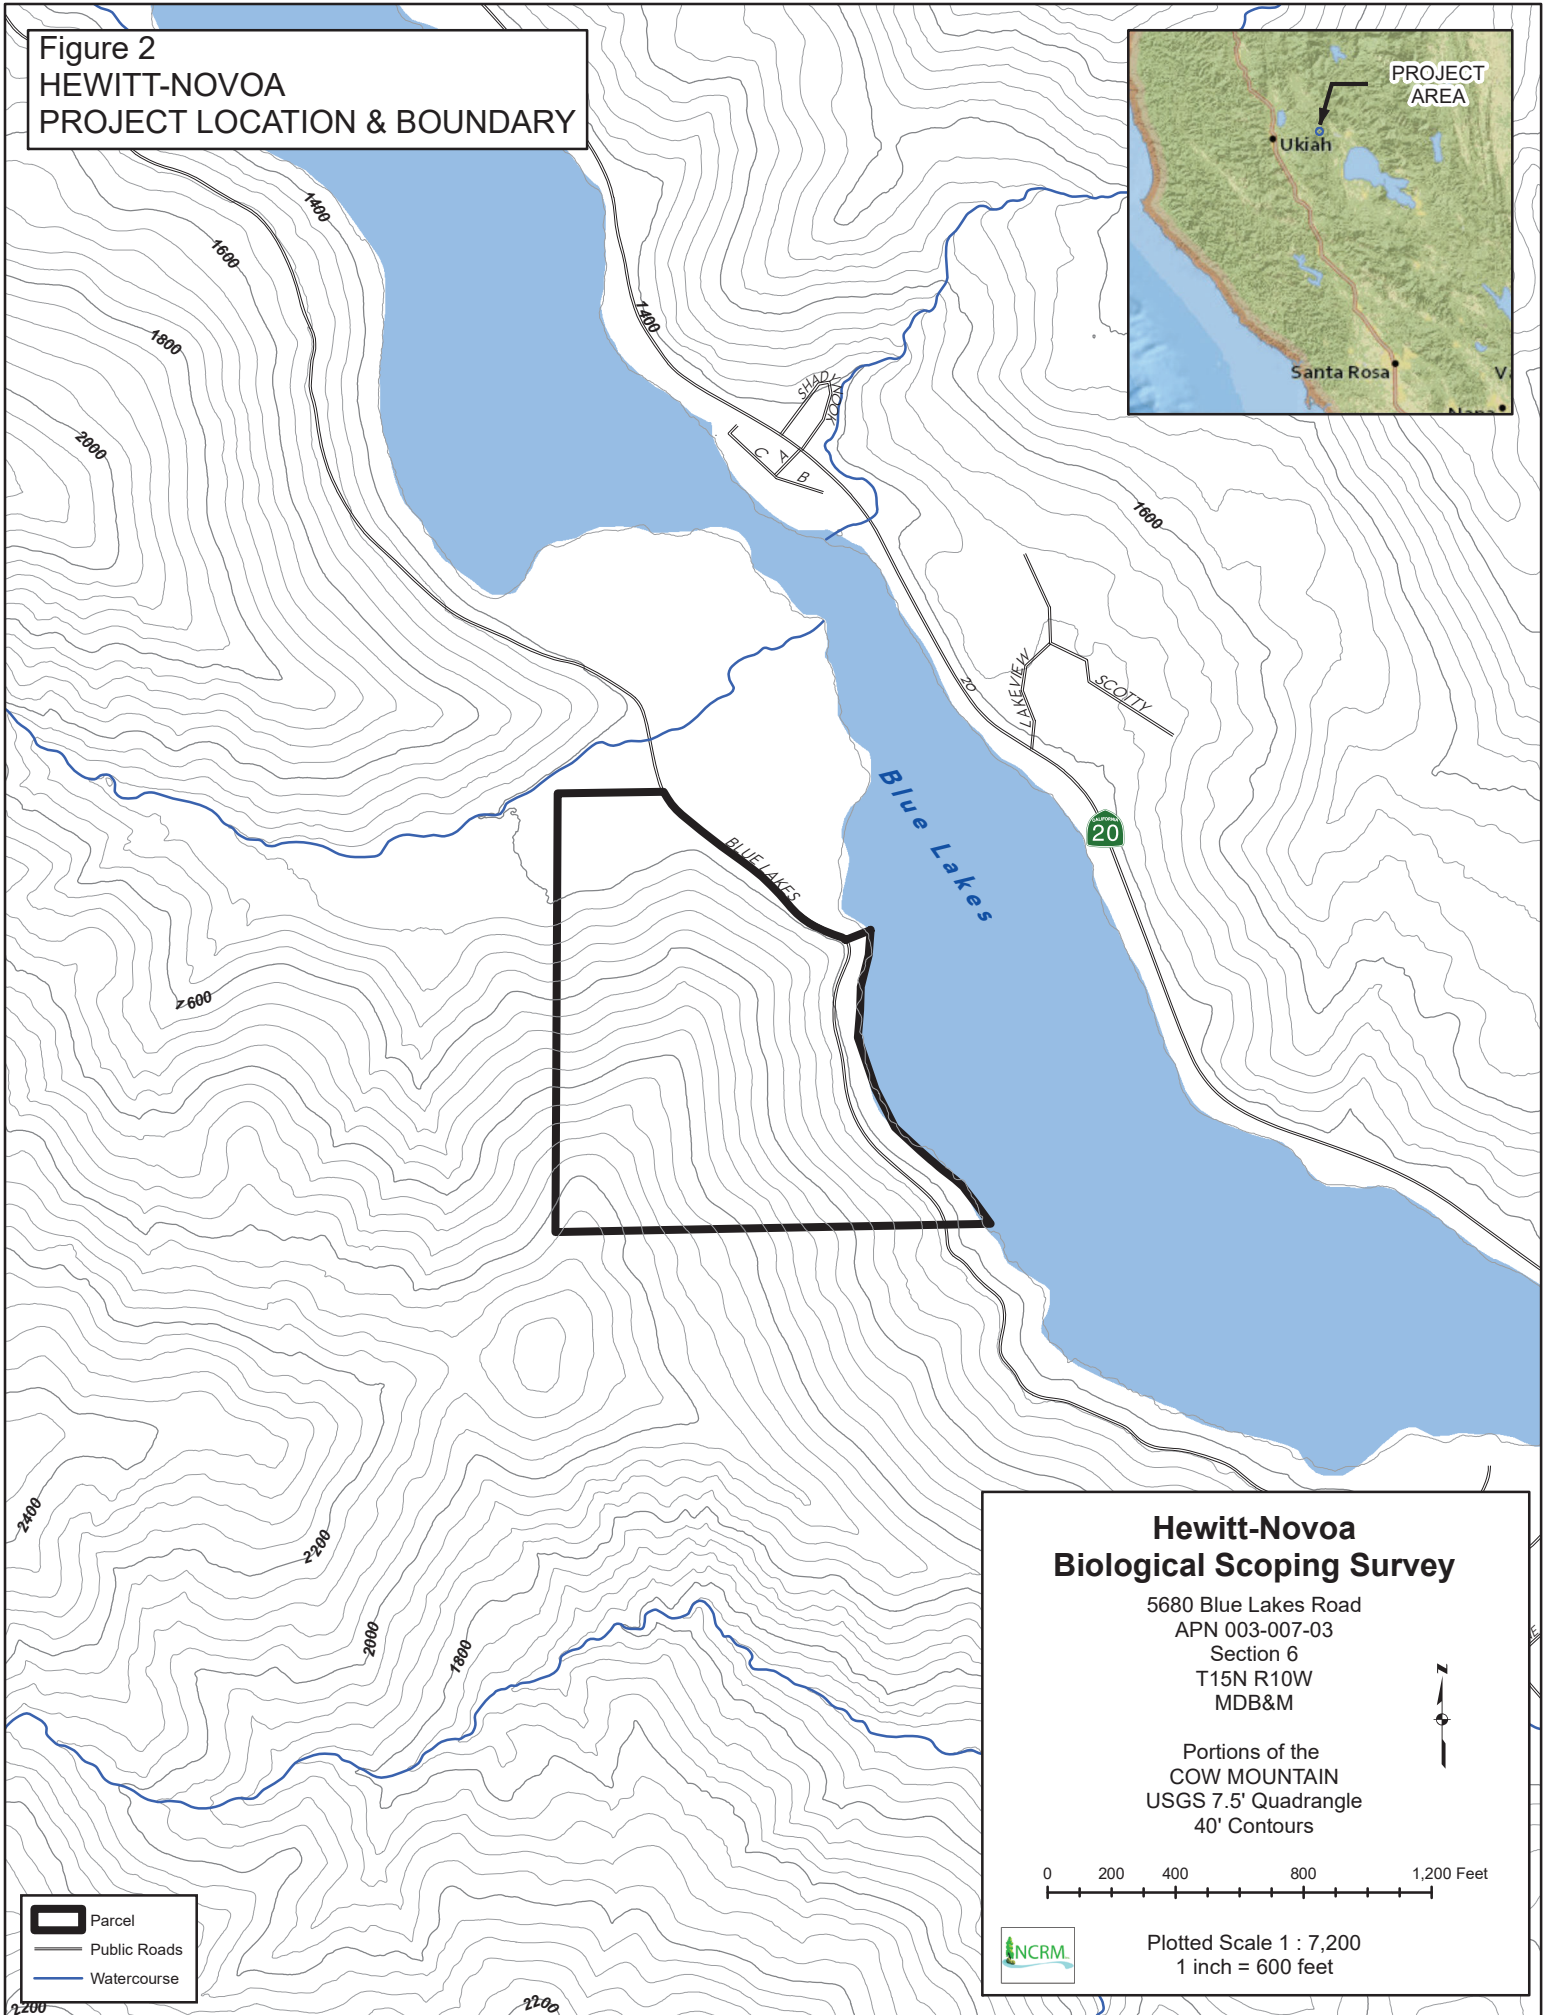 Figure 2
HEWITT-NOVOA
PROJECT LOCATION & BOUNDARY
PROJECT
AREA
Ukiah
Santa Rosa
1400
1600
1800
2000
1400
SHADY NOOK
C A B
1600
20
LAKEVIEW
SCOTTY
Blue Lakes
CALIFORNIA
20
BLUE LAKES
1600
2400
2200
2000
1800
2200
2200
Hewitt-Novoa
Biological Scoping Survey
5680 Blue Lakes Road
APN 003-007-03
Section 6
T15N R10W
MDB&M
N
Portions of the
COW MOUNTAIN
USGS 7.5' Quadrangle
40' Contours
0 200 400 800 1,200 Feet
NCRM
Plotted Scale 1 : 7,200
1 inch = 600 feet
Parcel
Public Roads
Watercourse